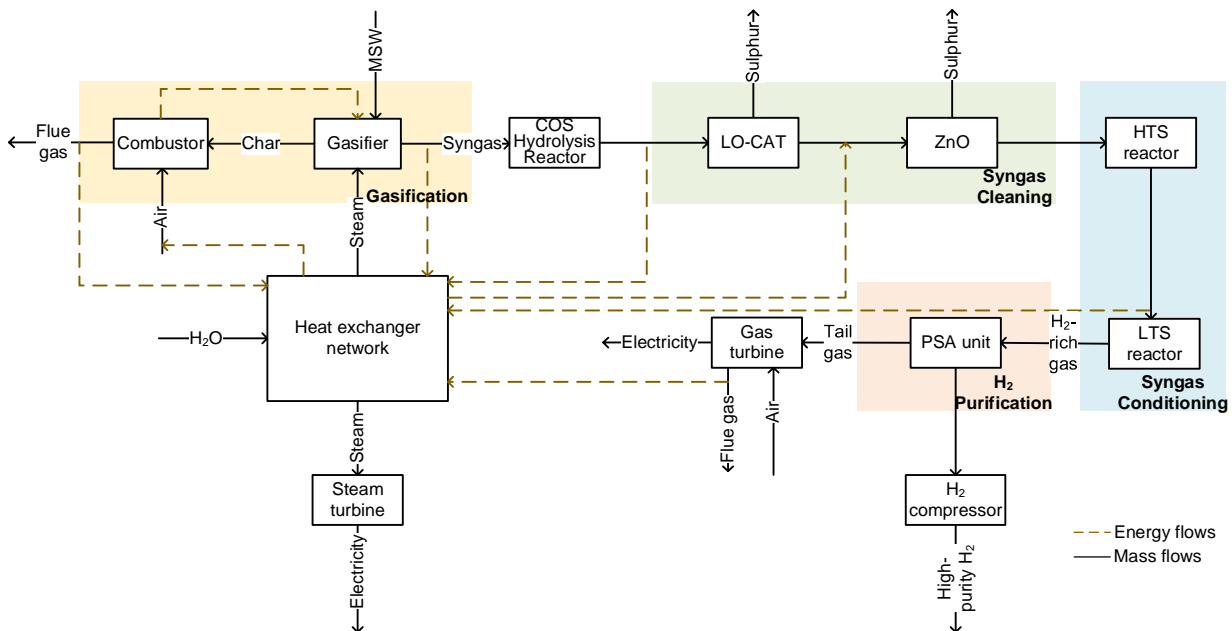 MSW
Sulphur
Sulphur
Flue
gas
Combustor
Char
Gasifier
Syngas
COS
Hydrolysis
Reactor
LO-CAT
ZnO
HTS
reactor
Gasification
Syngas
Cleaning
Air
Steam
H₂O
Heat exchanger
network
Electricity
Gas
turbine
Tail
gas
PSA unit
H₂-
rich
gas
LTS
reactor
H₂
Purification
Syngas
Conditioning
Flue gas
Air
Steam
Steam
turbine
H₂
compressor
Electricity
High-
purity H₂
Energy flows
Mass flows